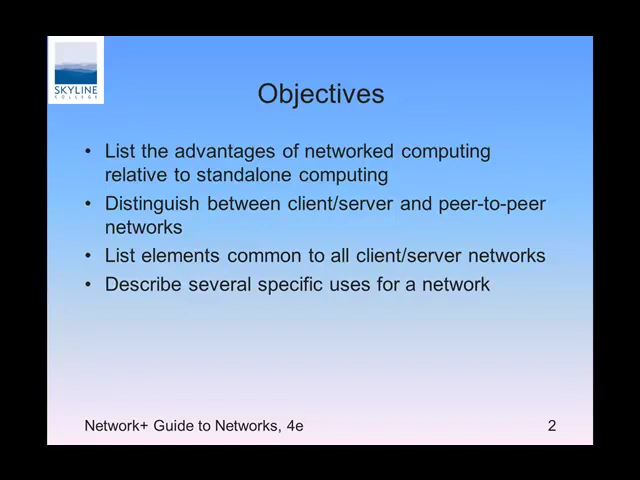 SKYLINE
COLLEGE
Objectives
• List the advantages of networked computing
relative to standalone computing
• Distinguish between client/server and peer-to-peer
networks
• List elements common to all client/server networks
• Describe several specific uses for a network
Network+ Guide to Networks, 4e
2